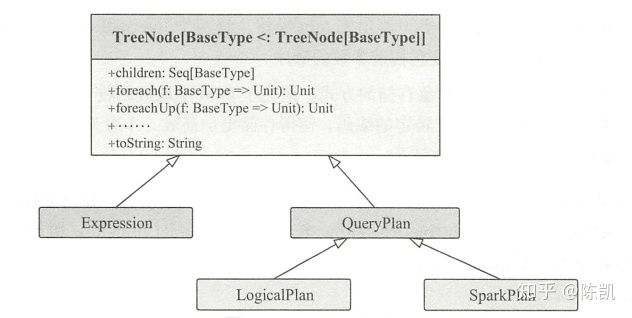 TreeNode[BaseType <: TreeNode[BaseType]]
+children: Seq[BaseType]
+foreach(f: BaseType => Unit): Unit
+foreachUp(f: BaseType => Unit): Unit
+······
+toString: String
Expression
QueryPlan
LogicalPlan
SparkPlan
知乎 @陈凯